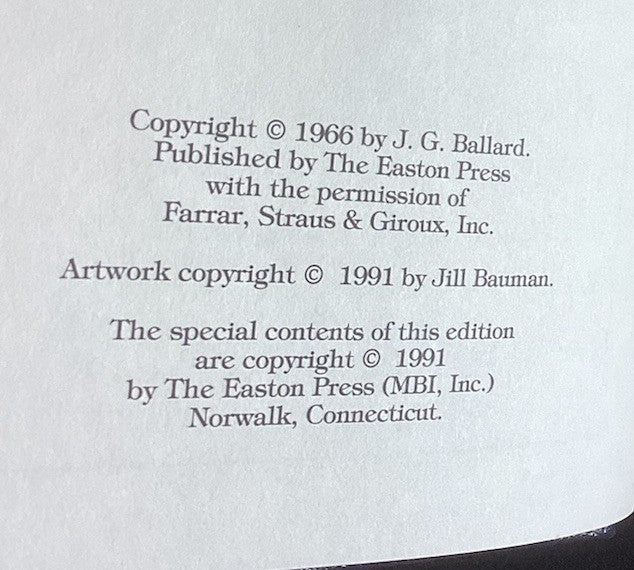 Copyright © 1966 by J. G. Ballard.
Published by The Easton Press
with the permission of
Farrar, Straus & Giroux, Inc.
Artwork copyright © 1991 by Jill Bauman.
The special contents of this edition
are copyright © 1991
by The Easton Press (MBI, Inc.)
Norwalk, Connecticut.